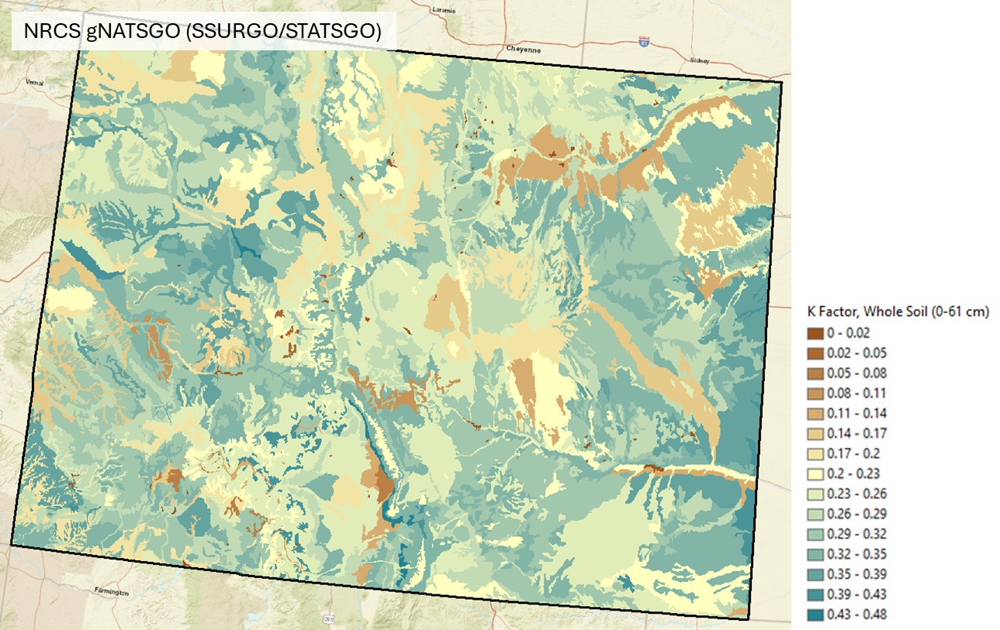 Laramie
NRCS gNATSGO (SSURGO/STATSGO)
80
Cheyenne
Sidney
Vernal
K Factor, Whole Soil (0-61 cm)
0 - 0.02
0.02 - 0.05
0.05 - 0.08
0.08 - 0.11
0.11 - 0.14
0.14 - 0.17
0.17 - 0.2
0.2 - 0.23
0.23 - 0.26
0.26 - 0.29
0.29 - 0.32
0.32 - 0.35
0.35 - 0.39
0.39 - 0.43
0.43 - 0.48
Farmington
285